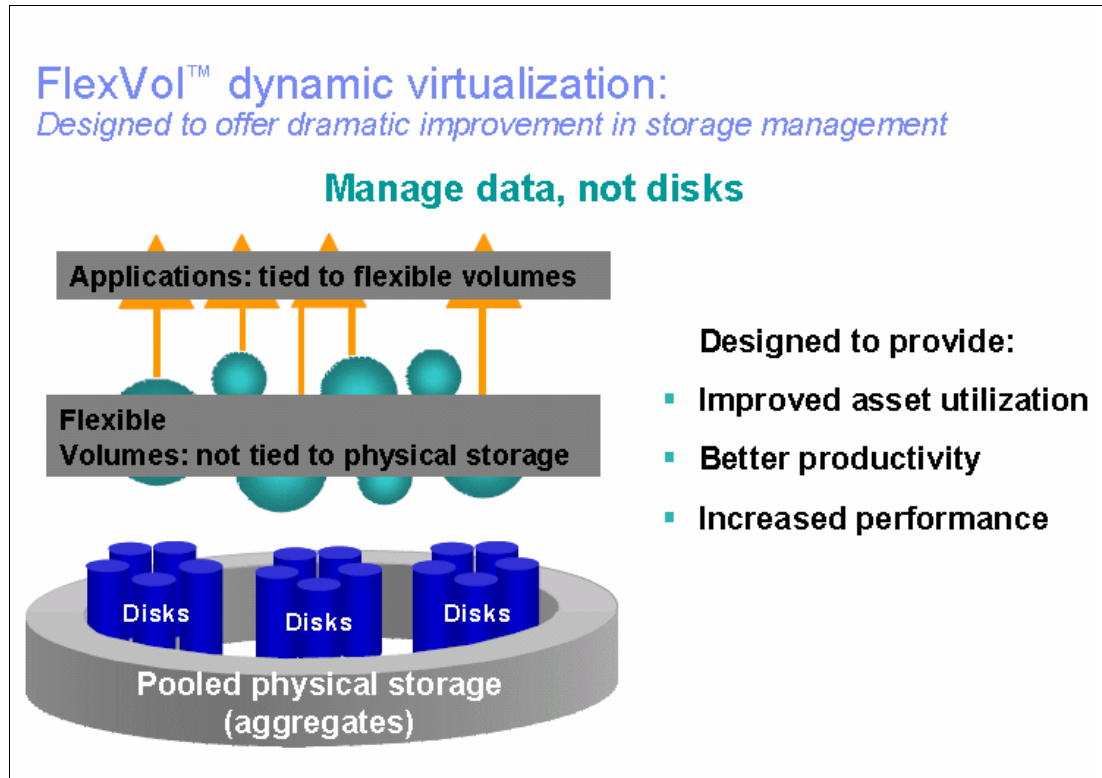 FlexVol™ dynamic virtualization:
Designed to offer dramatic improvement in storage management
Manage data, not disks
Applications: tied to flexible volumes
Flexible
Volumes: not tied to physical storage
Disks
Disks
Disks
Pooled physical storage
(aggregates)
Designed to provide:
▪ Improved asset utilization
▪ Better productivity
▪ Increased performance